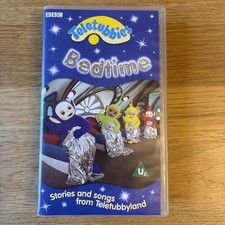 BBC
Teletubbies
Bedtime
U
Stories and songs
from Teletubbyland